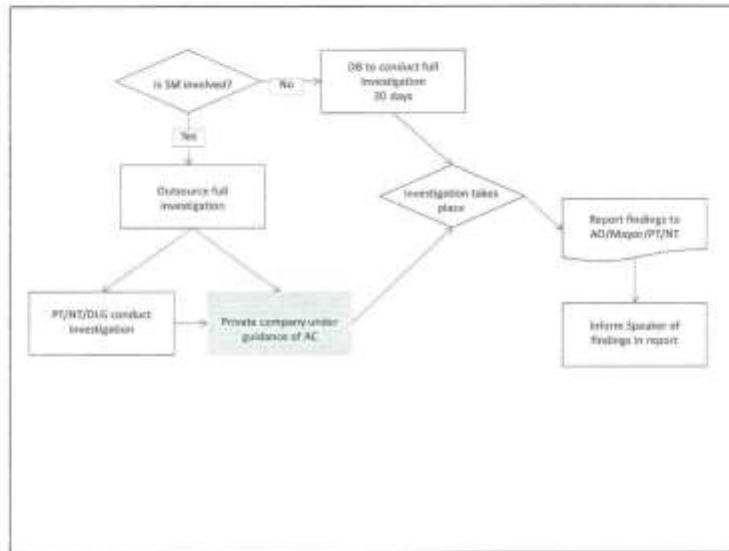 Is SM involved?
No
DB to conduct full
Investigation
30 days
Yes
Outsource full
investigation
Investigation takes
place
Report findings to
AO/Mayor/PT/NT
PT/NT/DLG conduct
investigation
Private company under
guidance of AC
Inform Speaker of
findings in report